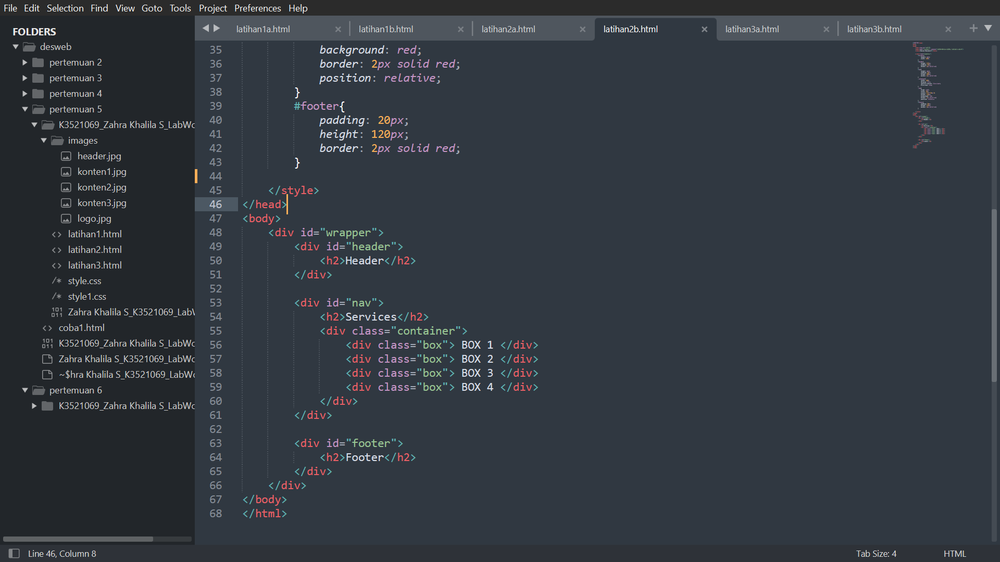 File Edit Selection Find View Goto Tools Project Preferences Help
FOLDERS
desweb
pertemuan 2
pertemuan 3
pertemuan 4
pertemuan 5
K3521069_Zahra Khalila S_LabWo
images
header.jpg
konten1.jpg
konten2.jpg
konten3.jpg
logo.jpg
latihan1.html
latihan2.html
latihan3.html
/* style.css
/* style1.css
Zahra Khalila S_K3521069_LabW
coba1.html
K3521069_Zahra Khalila S_LabWo
Zahra Khalila S_K3521069_LabWo
~$hra Khalila S_K3521069_LabWo
pertemuan 6
K3521069_Zahra Khalila S_LabWo
latihan1a.html latihan1b.html latihan2a.html latihan2b.html latihan3a.html latihan3b.html
35 background: red;
36 border: 2px solid red;
37 position: relative;
38 }
39 #footer{
40 padding: 20px;
41 height: 120px;
42 border: 2px solid red;
43 }
44
45 </style>
46 </head>
47 <body>
48 <div id="wrapper">
49 <div id="header">
50 <h2>Header</h2>
51 </div>
52
53 <div id="nav">
54 <h2>Services</h2>
55 <div class="container">
56 <div class="box"> BOX 1 </div>
57 <div class="box"> BOX 2 </div>
58 <div class="box"> BOX 3 </div>
59 <div class="box"> BOX 4 </div>
60 </div>
61 </div>
62
63 <div id="footer">
64 <h2>Footer</h2>
65 </div>
66 </div>
67 </body>
68 </html>
Line 46, Column 8
Tab Size: 4
HTML